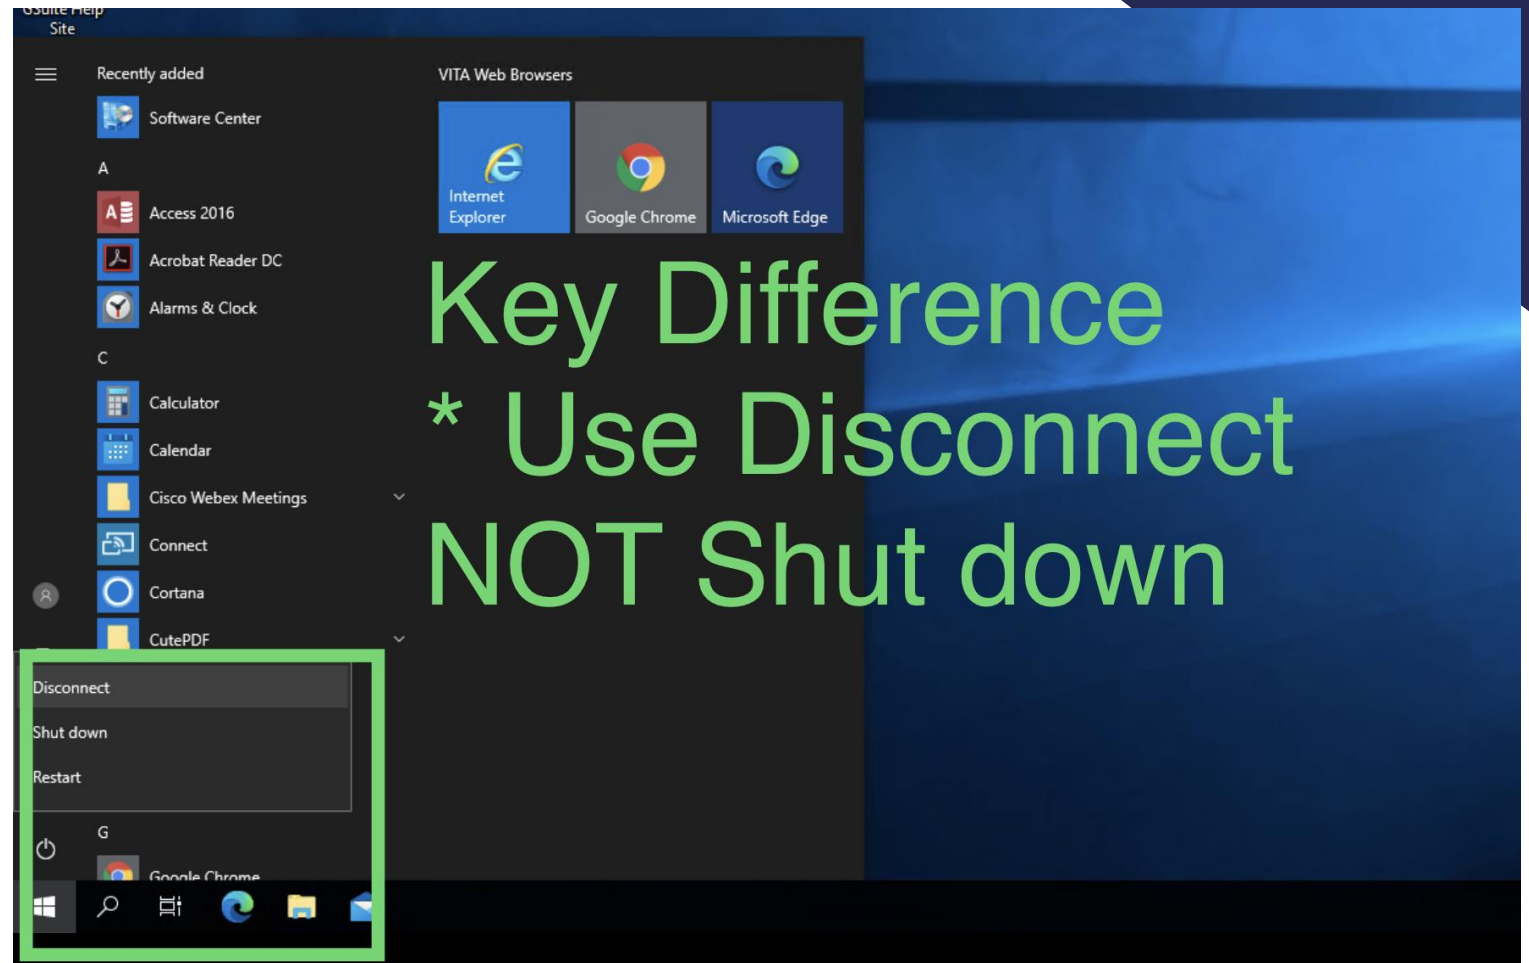 GSuite Help
Site
Recently added
Software Center
A
Access 2016
Acrobat Reader DC
Alarms & Clock
C
Calculator
Calendar
Cisco Webex Meetings
Connect
Cortana
CutePDF
Disconnect
Shut down
Restart
G
Google Chrome
VITA Web Browsers
Internet
Explorer
Google Chrome
Microsoft Edge
Key Difference
* Use Disconnect
NOT Shut down